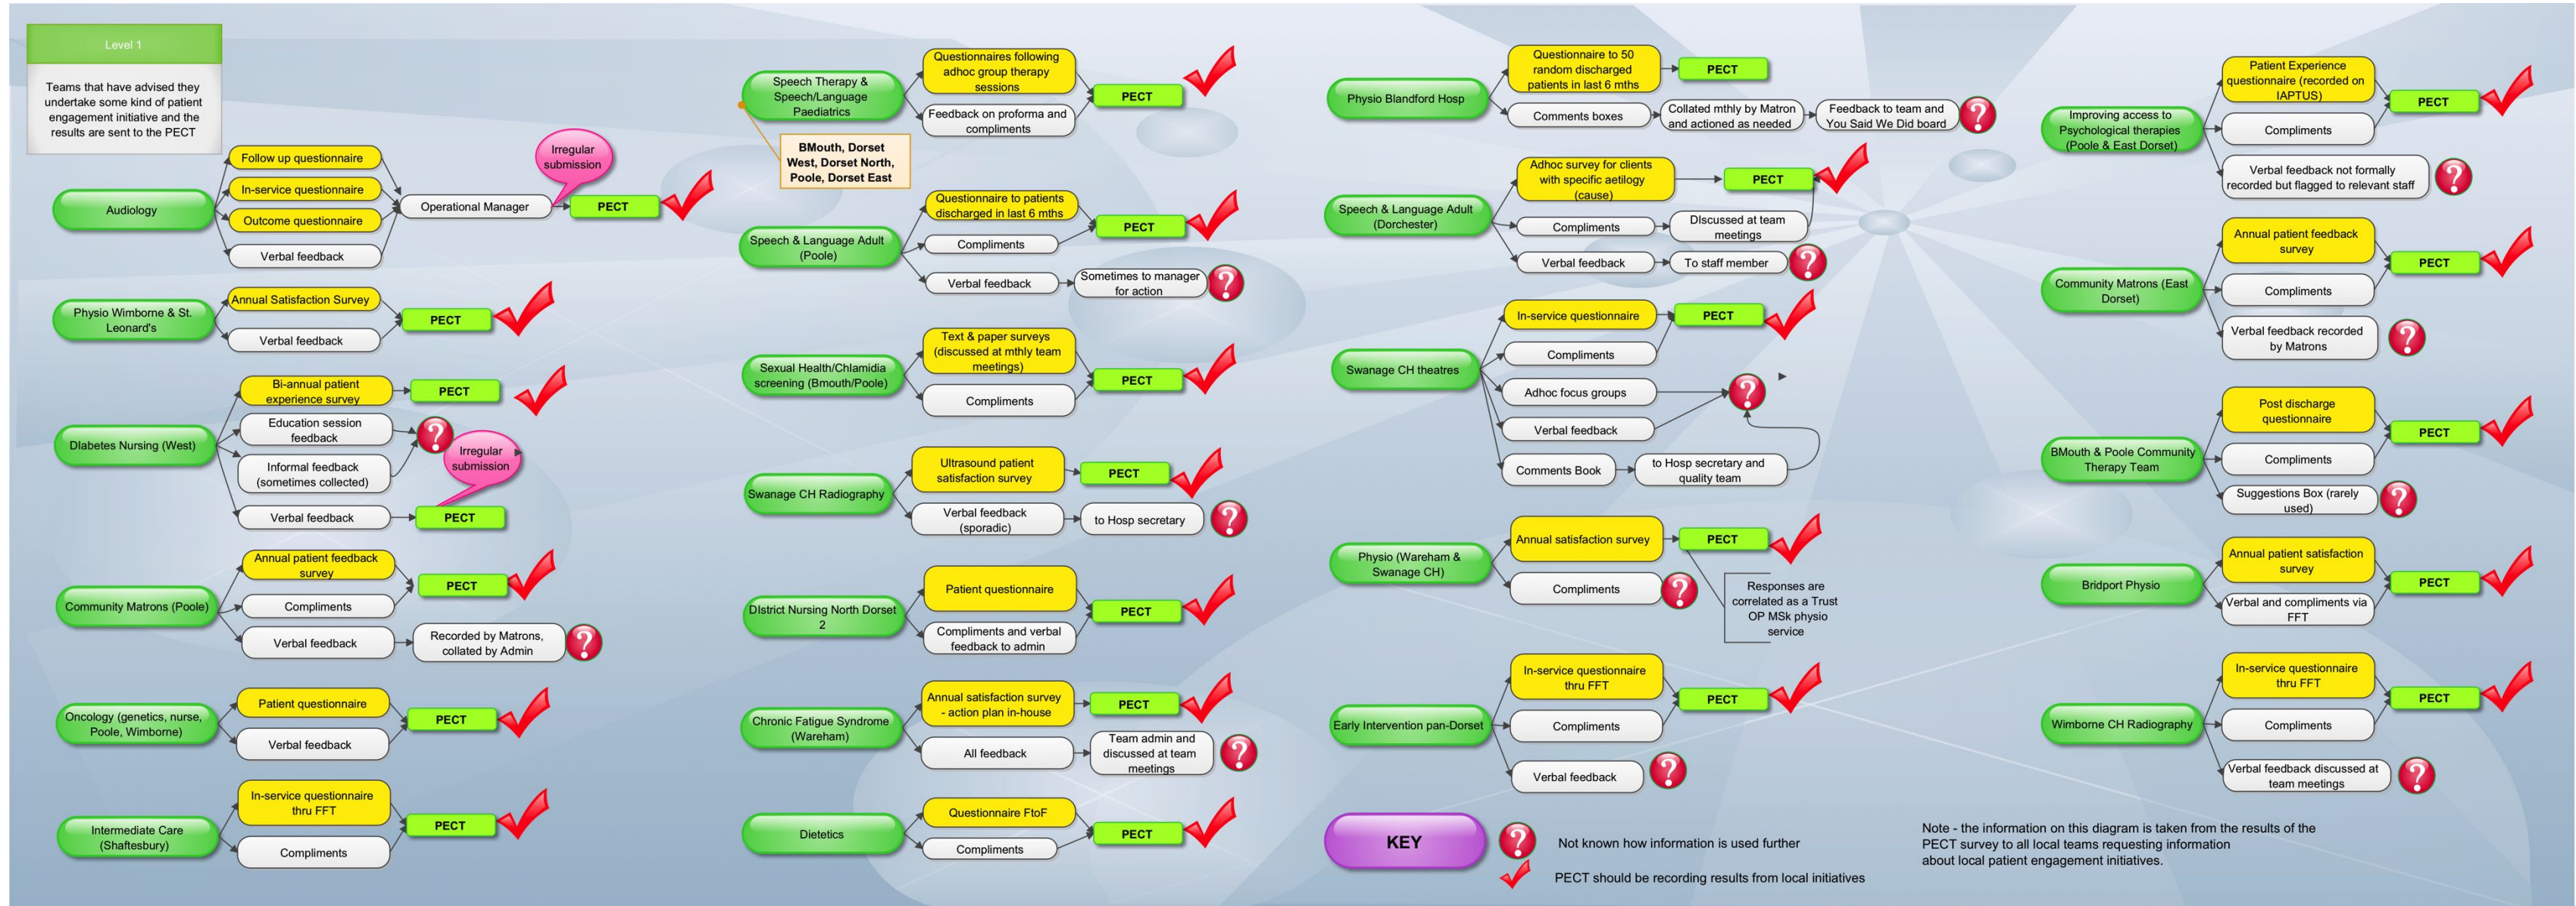 Level 1
Teams that have advised they
undertake some kind of patient
engagement initiative and the
results are sent to the PECT
Audiology
Follow up questionnaire
In-service questionnaire
Outcome questionnaire
Verbal feedback
Operational Manager
Irregular
submission
PECT
Physio Wimborne & St.
Leonard's
Annual Satisfaction Survey
Verbal feedback
PECT
DIabetes Nursing (West)
Bi-annual patient
experience survey
PECT
Education session
feedback
?
Informal feedback
(sometimes collected)
Irregular
submission
Verbal feedback
PECT
Community Matrons (Poole)
Annual patient feedback
survey
Compliments
PECT
Verbal feedback
Recorded by Matrons,
collated by Admin
?
Oncology (genetics, nurse,
Poole, Wimborne)
Patient questionnaire
Verbal feedback
PECT
Intermediate Care
(Shaftesbury)
In-service questionnaire
thru FFT
Compliments
PECT
Speech Therapy &
Speech/Language
Paediatrics
BMouth, Dorset
West, Dorset North,
Poole, Dorset East
Questionnaires following
adhoc group therapy
sessions
Feedback on proforma and
compliments
PECT
Speech & Language Adult
(Poole)
Questionnaire to patients
discharged in last 6 mths
Compliments
PECT
Verbal feedback
Sometimes to manager
for action
?
Sexual Health/Chlamidia
screening (Bmouth/Poole)
Text & paper surveys
(discussed at mthly team
meetings)
Compliments
PECT
Swanage CH Radiography
Ultrasound patient
satisfaction survey
PECT
Verbal feedback
(sporadic)
to Hosp secretary
?
DIstrict Nursing North Dorset
2
Patient questionnaire
Compliments and verbal
feedback to admin
PECT
Chronic Fatigue Syndrome
(Wareham)
Annual satisfaction survey
- action plan in-house
PECT
All feedback
Team admin and
discussed at team
meetings
?
Dietetics
Questionnaire FtoF
Compliments
PECT
Physio Blandford Hosp
Questionnaire to 50
random discharged
patients in last 6 mths
PECT
Comments boxes
Collated mthly by Matron
and actioned as needed
Feedback to team and
You Said We Did board
?
Speech & Language Adult
(Dorchester)
Adhoc survey for clients
with specific aetilogy
(cause)
PECT
Compliments
DIscussed at team
meetings
Verbal feedback
To staff member
?
Swanage CH theatres
In-service questionnaire
PECT
Compliments
Adhoc focus groups
?
Verbal feedback
Comments Book
to Hosp secretary and
quality team
Physio (Wareham &
Swanage CH)
Annual satisfaction survey
PECT
Compliments
?
Responses are
correlated as a Trust
OP MSk physio
service
Early Intervention pan-Dorset
In-service questionnaire
thru FFT
Compliments
PECT
Verbal feedback
?
KEY
?
Not known how information is used further
PECT should be recording results from local initiatives
Improving access to
Psychological therapies
(Poole & East Dorset)
Patient Experience
questionnaire (recorded on
IAPTUS)
Compliments
PECT
Verbal feedback not formally
recorded but flagged to relevant staff
?
Community Matrons (East
Dorset)
Annual patient feedback
survey
Compliments
PECT
Verbal feedback recorded
by Matrons
?
BMouth & Poole Community
Therapy Team
Post discharge
questionnaire
Compliments
PECT
Suggestions Box (rarely
used)
?
Bridport Physio
Annual patient satisfaction
survey
Verbal and compliments via
FFT
PECT
Wimborne CH Radiography
In-service questionnaire
thru FFT
Compliments
PECT
Verbal feedback discussed at
team meetings
?
Note - the information on this diagram is taken from the results of the
PECT survey to all local teams requesting information
about local patient engagement initiatives.